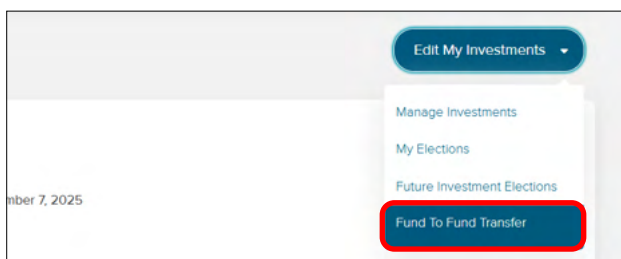 Edit My Investments
Manage Investments
My Elections
Future Investment Elections
mber 7, 2025
Fund To Fund Transfer